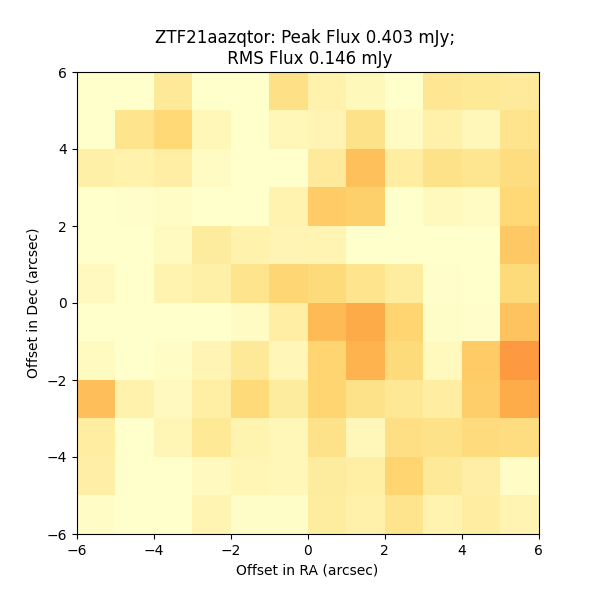 ZTF21aazqtor: Peak Flux 0.403 mJy;
RMS Flux 0.146 mJy
6
4
2
0
−2
−4
−6
Offset in Dec (arcsec)
−6 −4 −2 0 2 4 6
Offset in RA (arcsec)